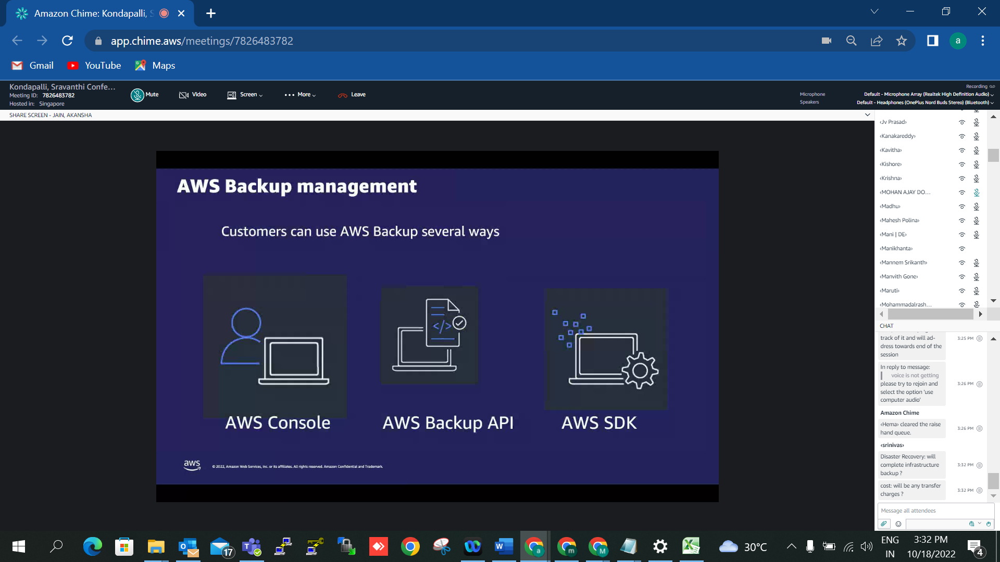 Amazon Chime: Kondapalli, S
app.chime.aws/meetings/7826483782
a
Gmail
YouTube
Maps
Kondapalli, Sravanthi Confe...
Meeting ID: 7826483782
Hosted in: Singapore
Mute
Video
Screen
More
Leave
Recording
Microphone
Default - Microphone Array (Realtek High Definition Audio)
Speakers
Default - Headphones (OnePlus Nord Buds Stereo) (Bluetooth)
SHARE SCREEN - JAIN, AKANSHA
AWS Backup management
Customers can use AWS Backup several ways
</>
AWS Console
AWS Backup API
AWS SDK
aws
© 2022, Amazon Web Services, Inc. or its affiliates. All rights reserved. Amazon Confidential and Trademark.
‹Jv Prasad›
‹Kanakareddy›
‹Kavitha›
‹Kishore›
‹Krishna›
‹MOHAN AJAY DO...
‹Madhu›
‹Mahesh Polina›
‹Mani | DE›
‹Manikhanta›
‹Mannem Srikanth›
‹Manvith Gone›
‹Maruti›
‹Mohammadalrash...
CHAT
track of it and will ad-
dress towards end of the
session
3:25 PM
In reply to message:
voice is not getting
please try to rejoin and
select the option 'use
computer audio'
3:26 PM
Amazon Chime
‹Hema› cleared the raise
hand queue.
3:26 PM
‹srinivas›
Disaster Recovery: will
complete infrastructure
backup ?
3:32 PM
cost: will be any transfer
charges ?
3:32 PM
Message all attendees
17
W
a
m
M
30°C
ENG
IN
3:32 PM
10/18/2022
4